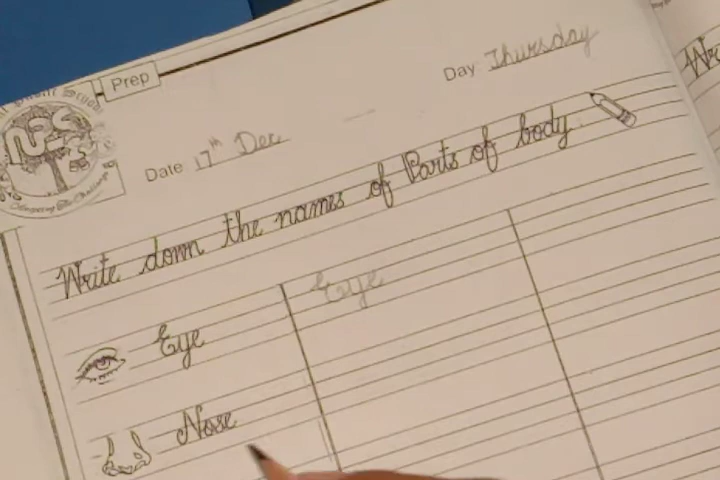 Prep
Day Thursday
Date 17th Dec
Write down the names of Parts of body
Eye Eye
Nose